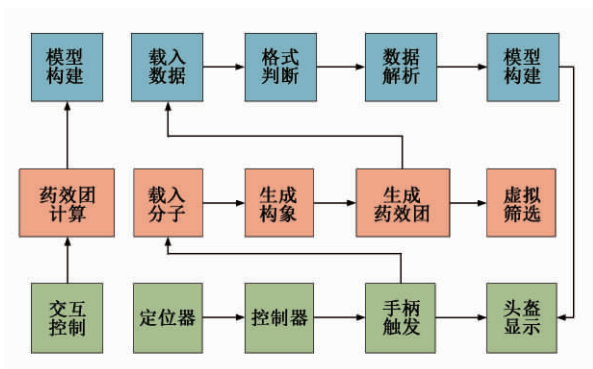 模型
构建
载入
数据
格式
判断
数据
解析
模型
构建
药效团
计算
载入
分子
生成
构象
生成
药效团
虚拟
筛选
交互
控制
定位器
控制器
手柄
触发
头盔
显示